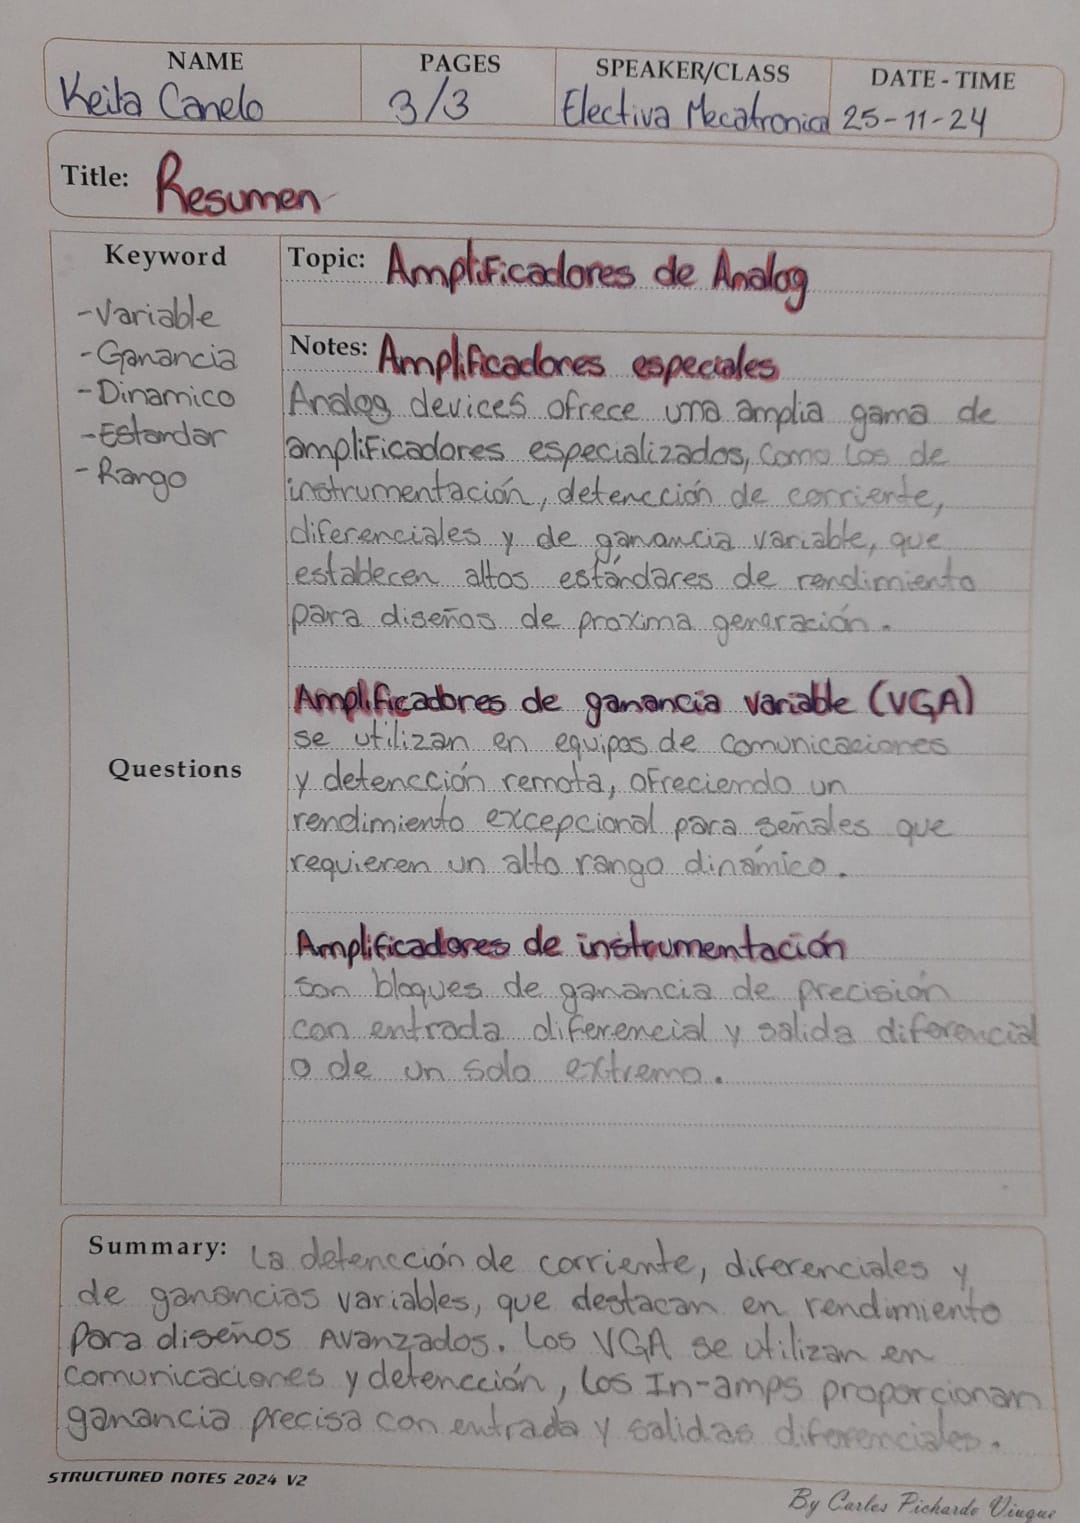 NAME PAGES SPEAKER/CLASS DATE - TIME
Keila Canelo 3/3 Electiva Mecatronica 25-11-24
Title: Resumen
Keyword
-Variable
-Ganancia
-Dinamico
-Estandar
-Rango
Questions
Topic: Amplificadores de Analog
Notes: Amplificadores especiales
Analog devices ofrece una amplia gama de
amplificadores especializados, como los de
instrumentación, detencción de corriente,
diferenciales y de ganancia variable, que
establecen altos estándares de rendimiento
para diseños de proxima generación.
Amplificadores de ganancia variable (VGA)
se utilizan en equipos de comunicaciones
y detencción remota, ofreciendo un
rendimiento excepcional para señales que
requieren un alto rango dinámico.
Amplificadores de instrumentación
son bloques de ganancia de precisión
con entrada diferencial y salida diferencial
o de un solo extremo.
Summary: La detencción de corriente, diferenciales y
de ganancias variables, que destacan en rendimiento
para diseños Avanzados. Los VGA se utilizan en
comunicaciones y detencción, los In-amps proporcionan
ganancia precisa con entrada y salidas diferenciales.
STRUCTURED NOTES 2024 V2
By Carlos Pichardo Viuque